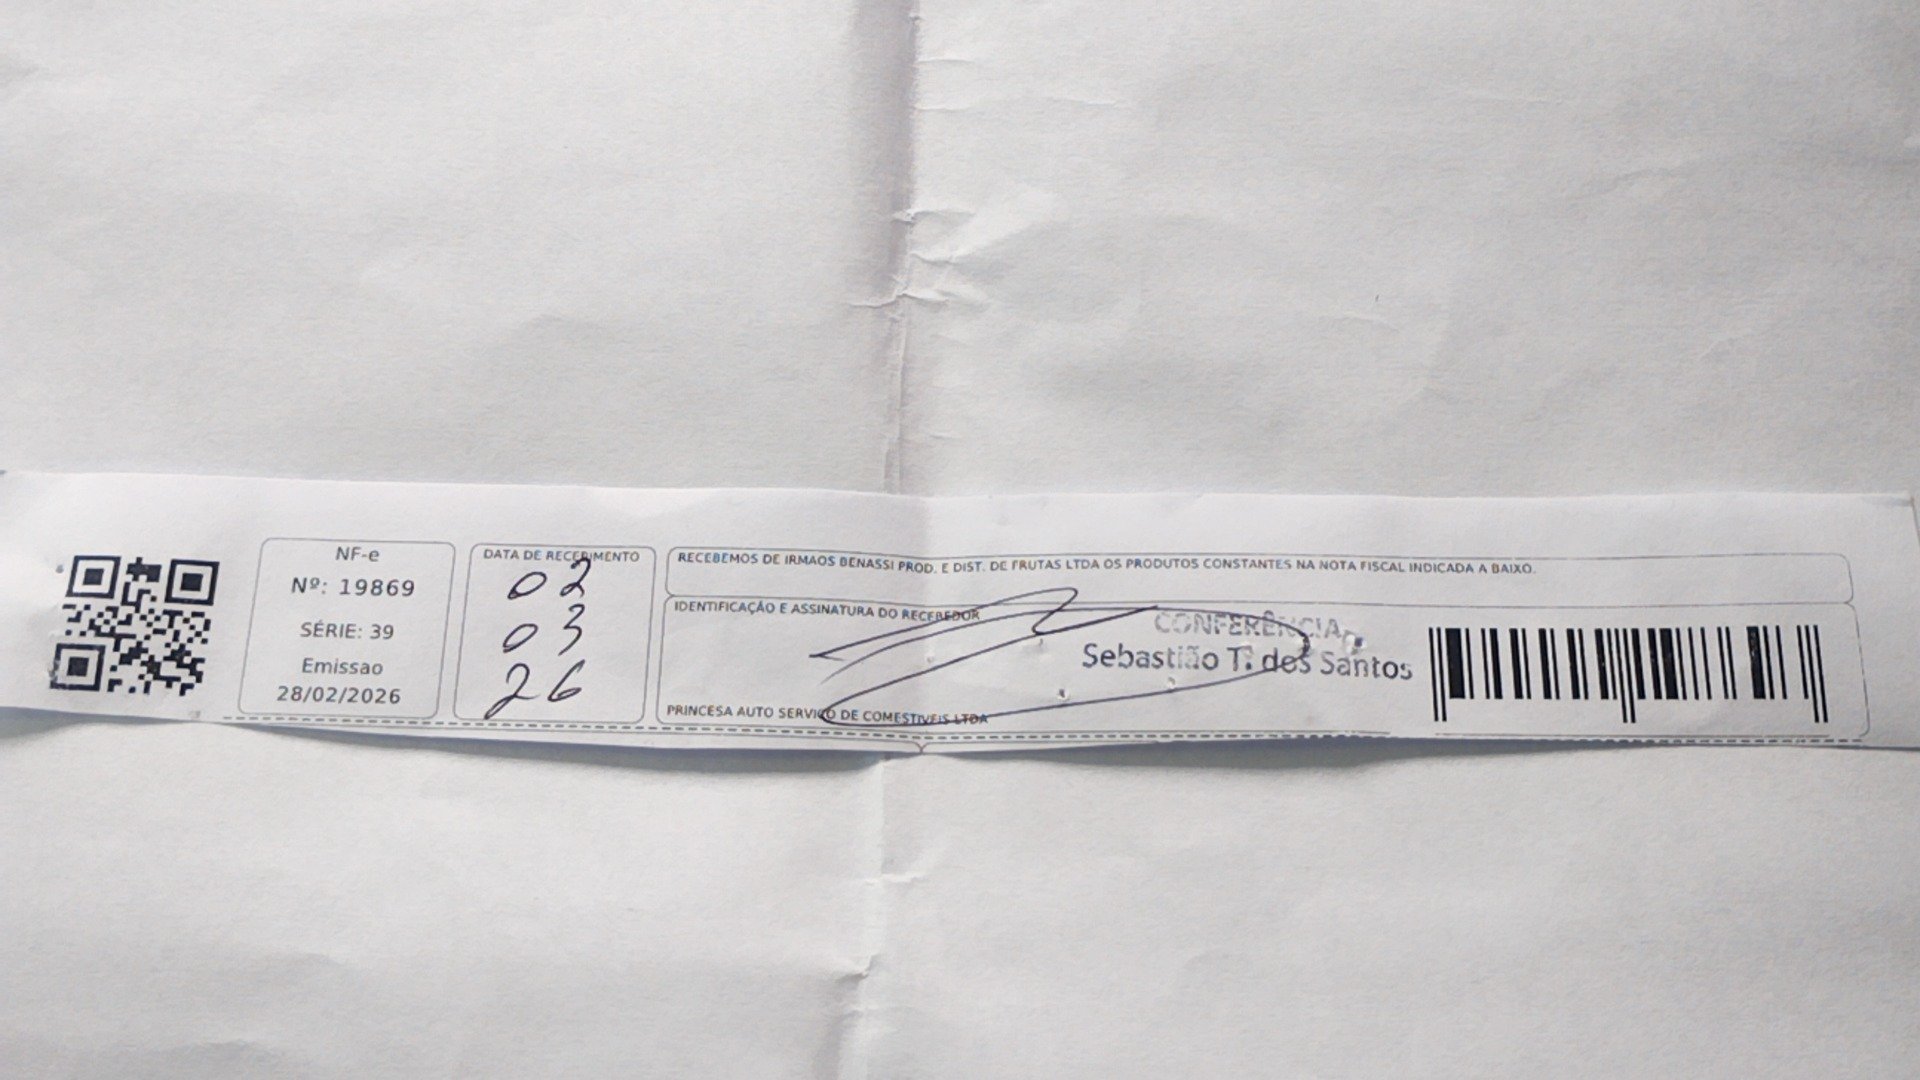 NF-e
Nº: 19869
SÉRIE: 39
Emissao
28/02/2026
DATA DE RECEBIMENTO
02
03
26
RECEBEMOS DE IRMAOS BENASSI PROD. E DIST. DE FRUTAS LTDA OS PRODUTOS CONSTANTES NA NOTA FISCAL INDICADA A BAIXO.
IDENTIFICAÇÃO E ASSINATURA DO RECEBEDOR
CONFERÊNCIA
Sebastião T. dos Santos
PRINCESA AUTO SERVIÇO DE COMESTIVEIS LTDA